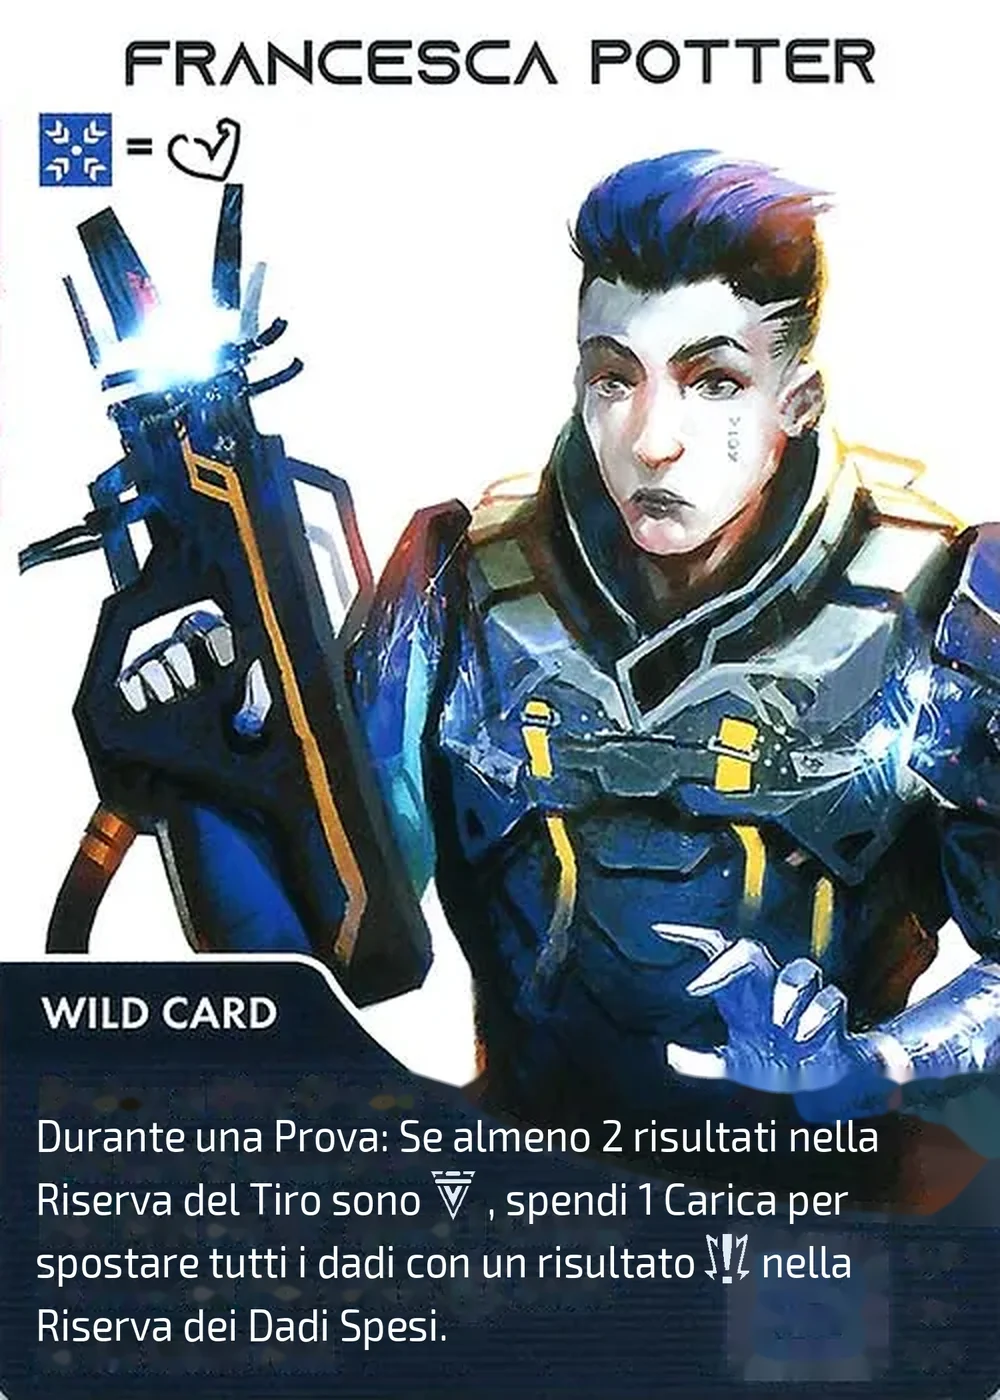 FRANCESCA POTTER
=
WILD CARD
Durante una Prova: Se almeno 2 risultati nella
Riserva del Tiro sono , spendi 1 Carica per
spostare tutti i dadi con un risultato nella
Riserva dei Dadi Spesi.